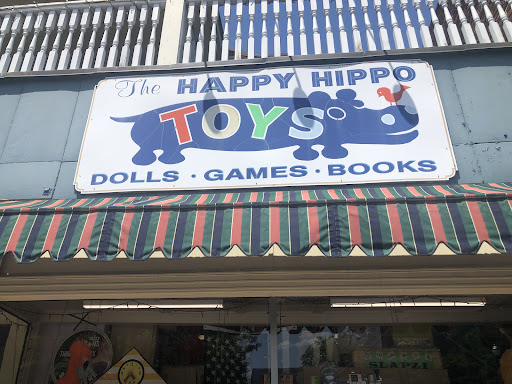 The HAPPY HIPPO
TOYS
DOLLS · GAMES · BOOKS